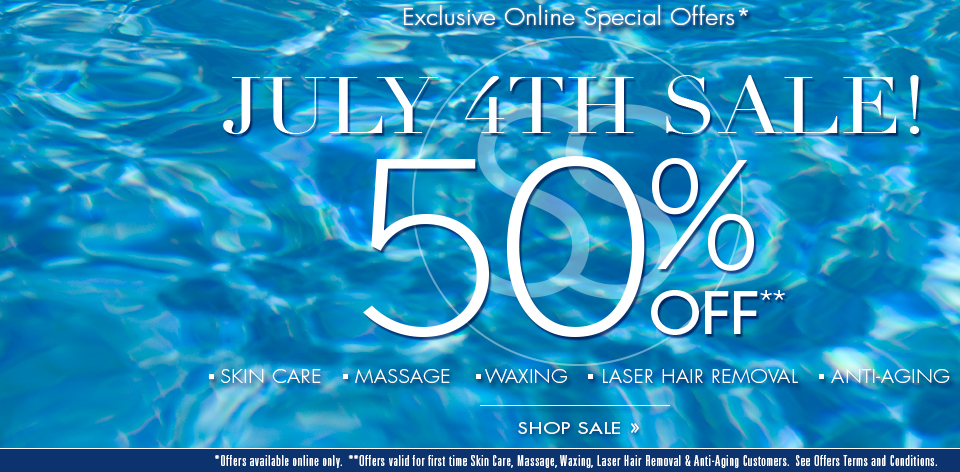 Exclusive Online Special Offers*
JULY 4TH SALE!
50% OFF**
▪ SKIN CARE ▪ MASSAGE ▪ WAXING ▪ LASER HAIR REMOVAL ▪ ANTI-AGING
SHOP SALE »
*Offers available online only. **Offers valid for first time Skin Care, Massage, Waxing, Laser Hair Removal & Anti-Aging Customers. See Offers Terms and Conditions.